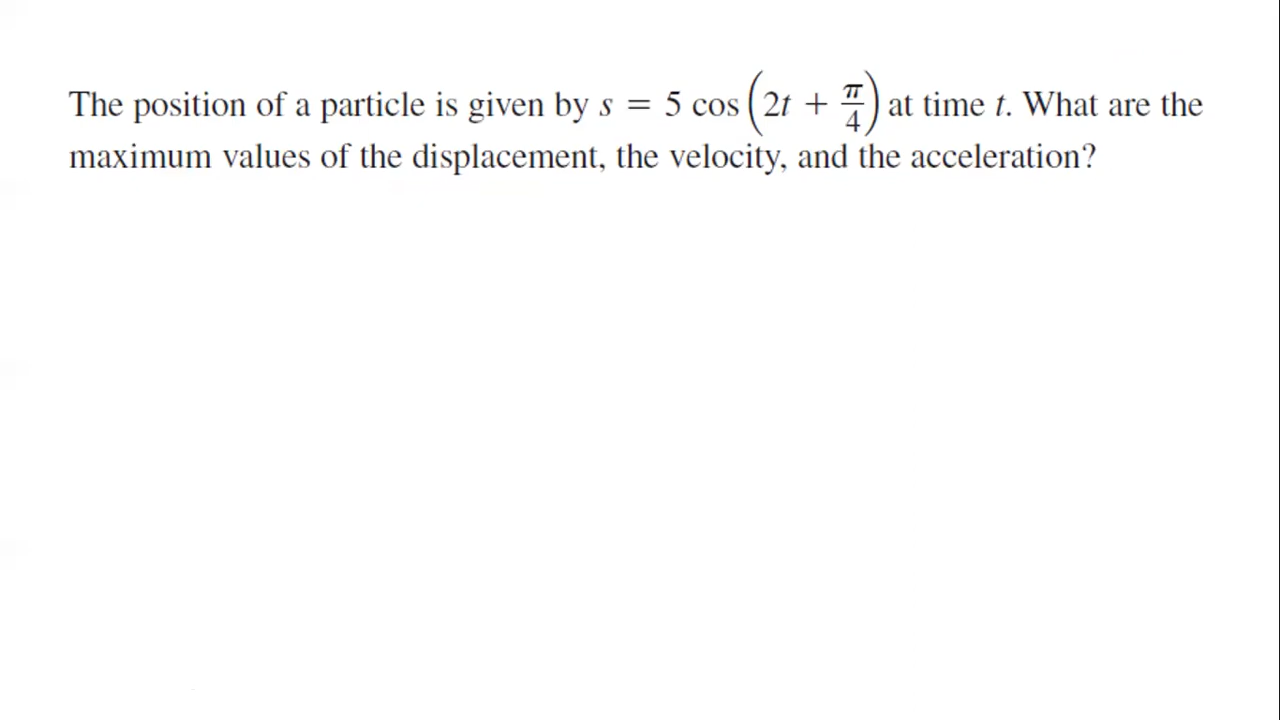 The position of a particle is given by s = 5 cos(2t + π/4) at time t. What are the
maximum values of the displacement, the velocity, and the acceleration?